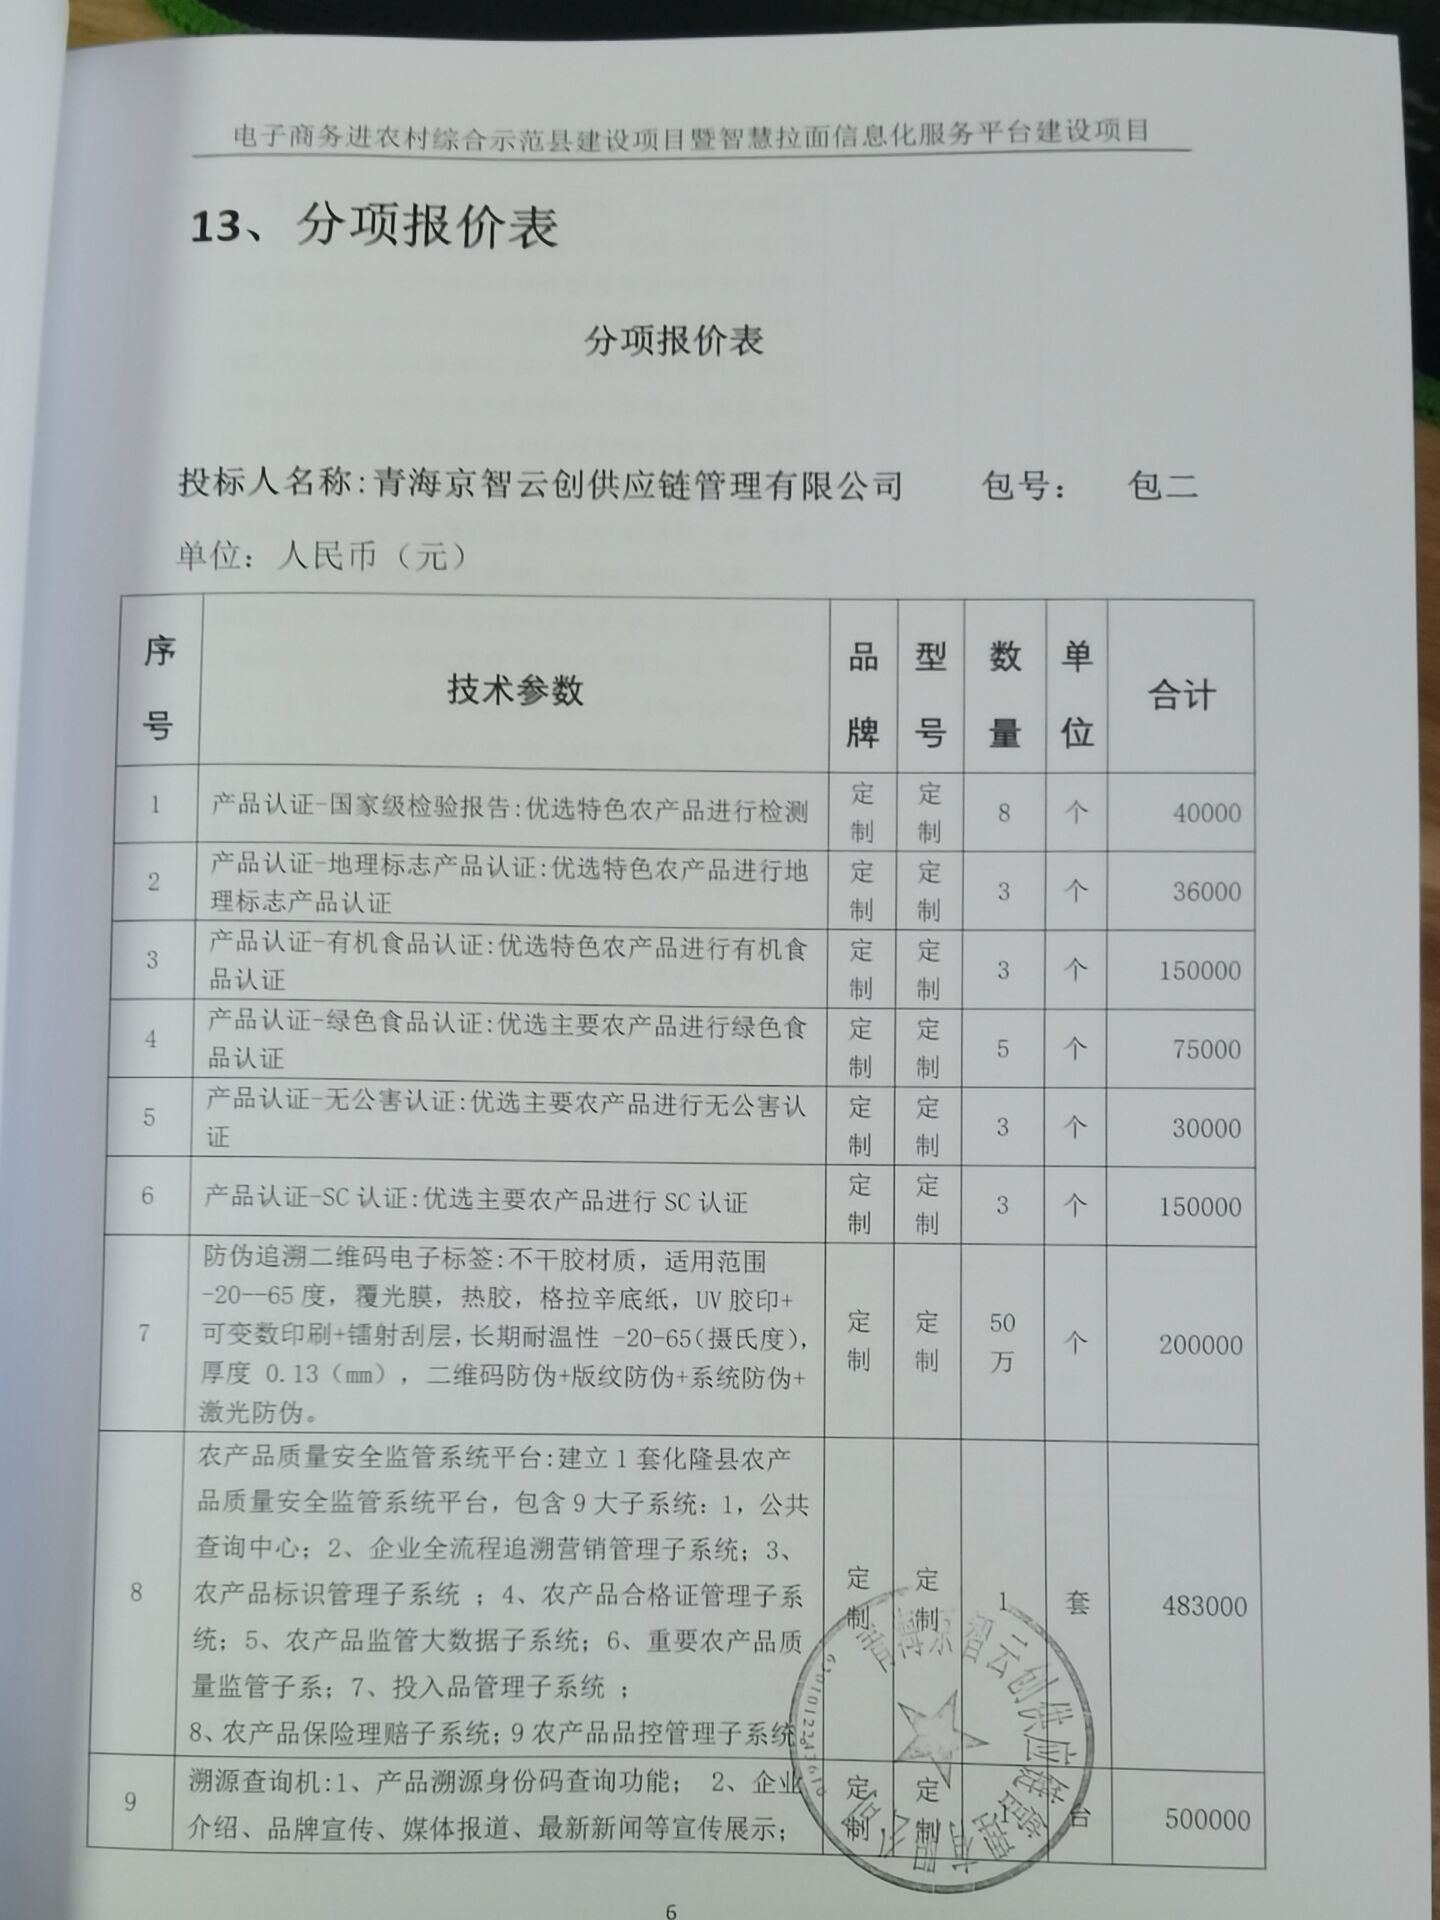 电子商务进农村综合示范县建设项目暨智慧拉面信息化服务平台建设项目
13、分项报价表
分项报价表
投标人名称:青海京智云创供应链管理有限公司 包号： 包二
单位：人民币（元）
序号 技术参数 品牌 型号 数量 单位 合计
1 产品认证-国家级检验报告:优选特色农产品进行检测 定制 定制 8 个 40000
2 产品认证-地理标志产品认证:优选特色农产品进行地
理标志产品认证 定制 定制 3 个 36000
3 产品认证-有机食品认证:优选特色农产品进行有机食
品认证 定制 定制 3 个 150000
4 产品认证-绿色食品认证:优选主要农产品进行绿色食
品认证 定制 定制 5 个 75000
5 产品认证-无公害认证:优选主要农产品进行无公害认
证 定制 定制 3 个 30000
6 产品认证-SC 认证:优选主要农产品进行 SC 认证 定制 定制 3 个 150000
7 防伪追溯二维码电子标签:不干胶材质，适用范围
-20--65 度，覆光膜，热胶，格拉辛底纸，UV 胶印+
可变数印刷+镭射刮层，长期耐温性 -20-65（摄氏度），
厚度 0.13（mm），二维码防伪+版纹防伪+系统防伪+
激光防伪。 定制 定制 50万 个 200000
8 农产品质量安全监管系统平台:建立 1 套化隆县农产
品质量安全监管系统平台，包含 9 大子系统：1，公共
查询中心；2、企业全流程追溯营销管理子系统；3、
农产品标识管理子系统 ；4、农产品合格证管理子系
统；5、农产品监管大数据子系统；6、重要农产品质
量监管子系；7、投入品管理子系统 ；
8、农产品保险理赔子系统；9 农产品品控管理子系统。 定制 定制 1 套 483000
9 溯源查询机:1、产品溯源身份码查询功能； 2、企业
介绍、品牌宣传、媒体报道、最新新闻等宣传展示； 定制 定制 台 500000
青海京智云创供应链管理有限公司
6